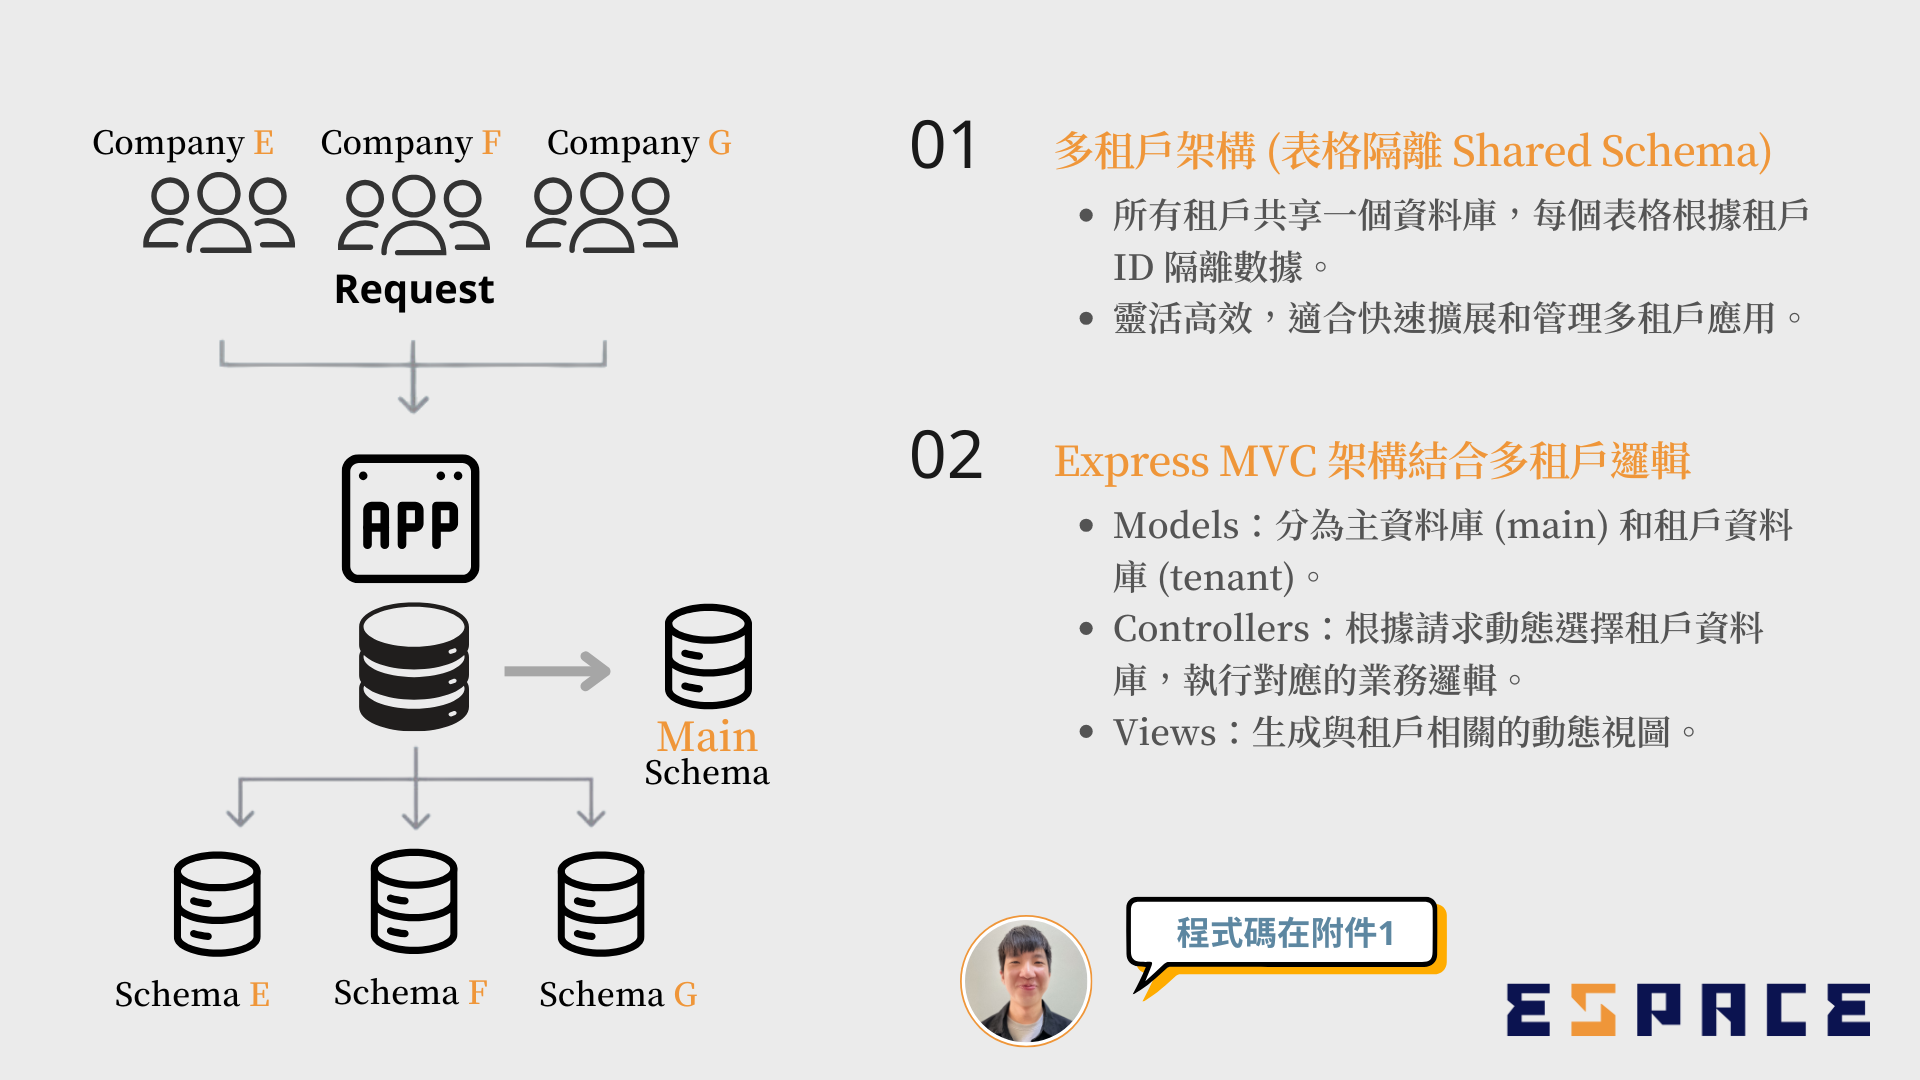 Company E
Company F
Company G
Request
APP
Main
Schema
Schema E
Schema F
Schema G
01
多租戶架構 (表格隔離 Shared Schema)
所有租戶共享一個資料庫，每個表格根據租戶
ID 隔離數據。
靈活高效，適合快速擴展和管理多租戶應用。
02
Express MVC 架構結合多租戶邏輯
Models：分為主資料庫 (main) 和租戶資料
庫 (tenant)。
Controllers：根據請求動態選擇租戶資料
庫，執行對應的業務邏輯。
Views：生成與租戶相關的動態視圖。
程式碼在附件1
ESPACE